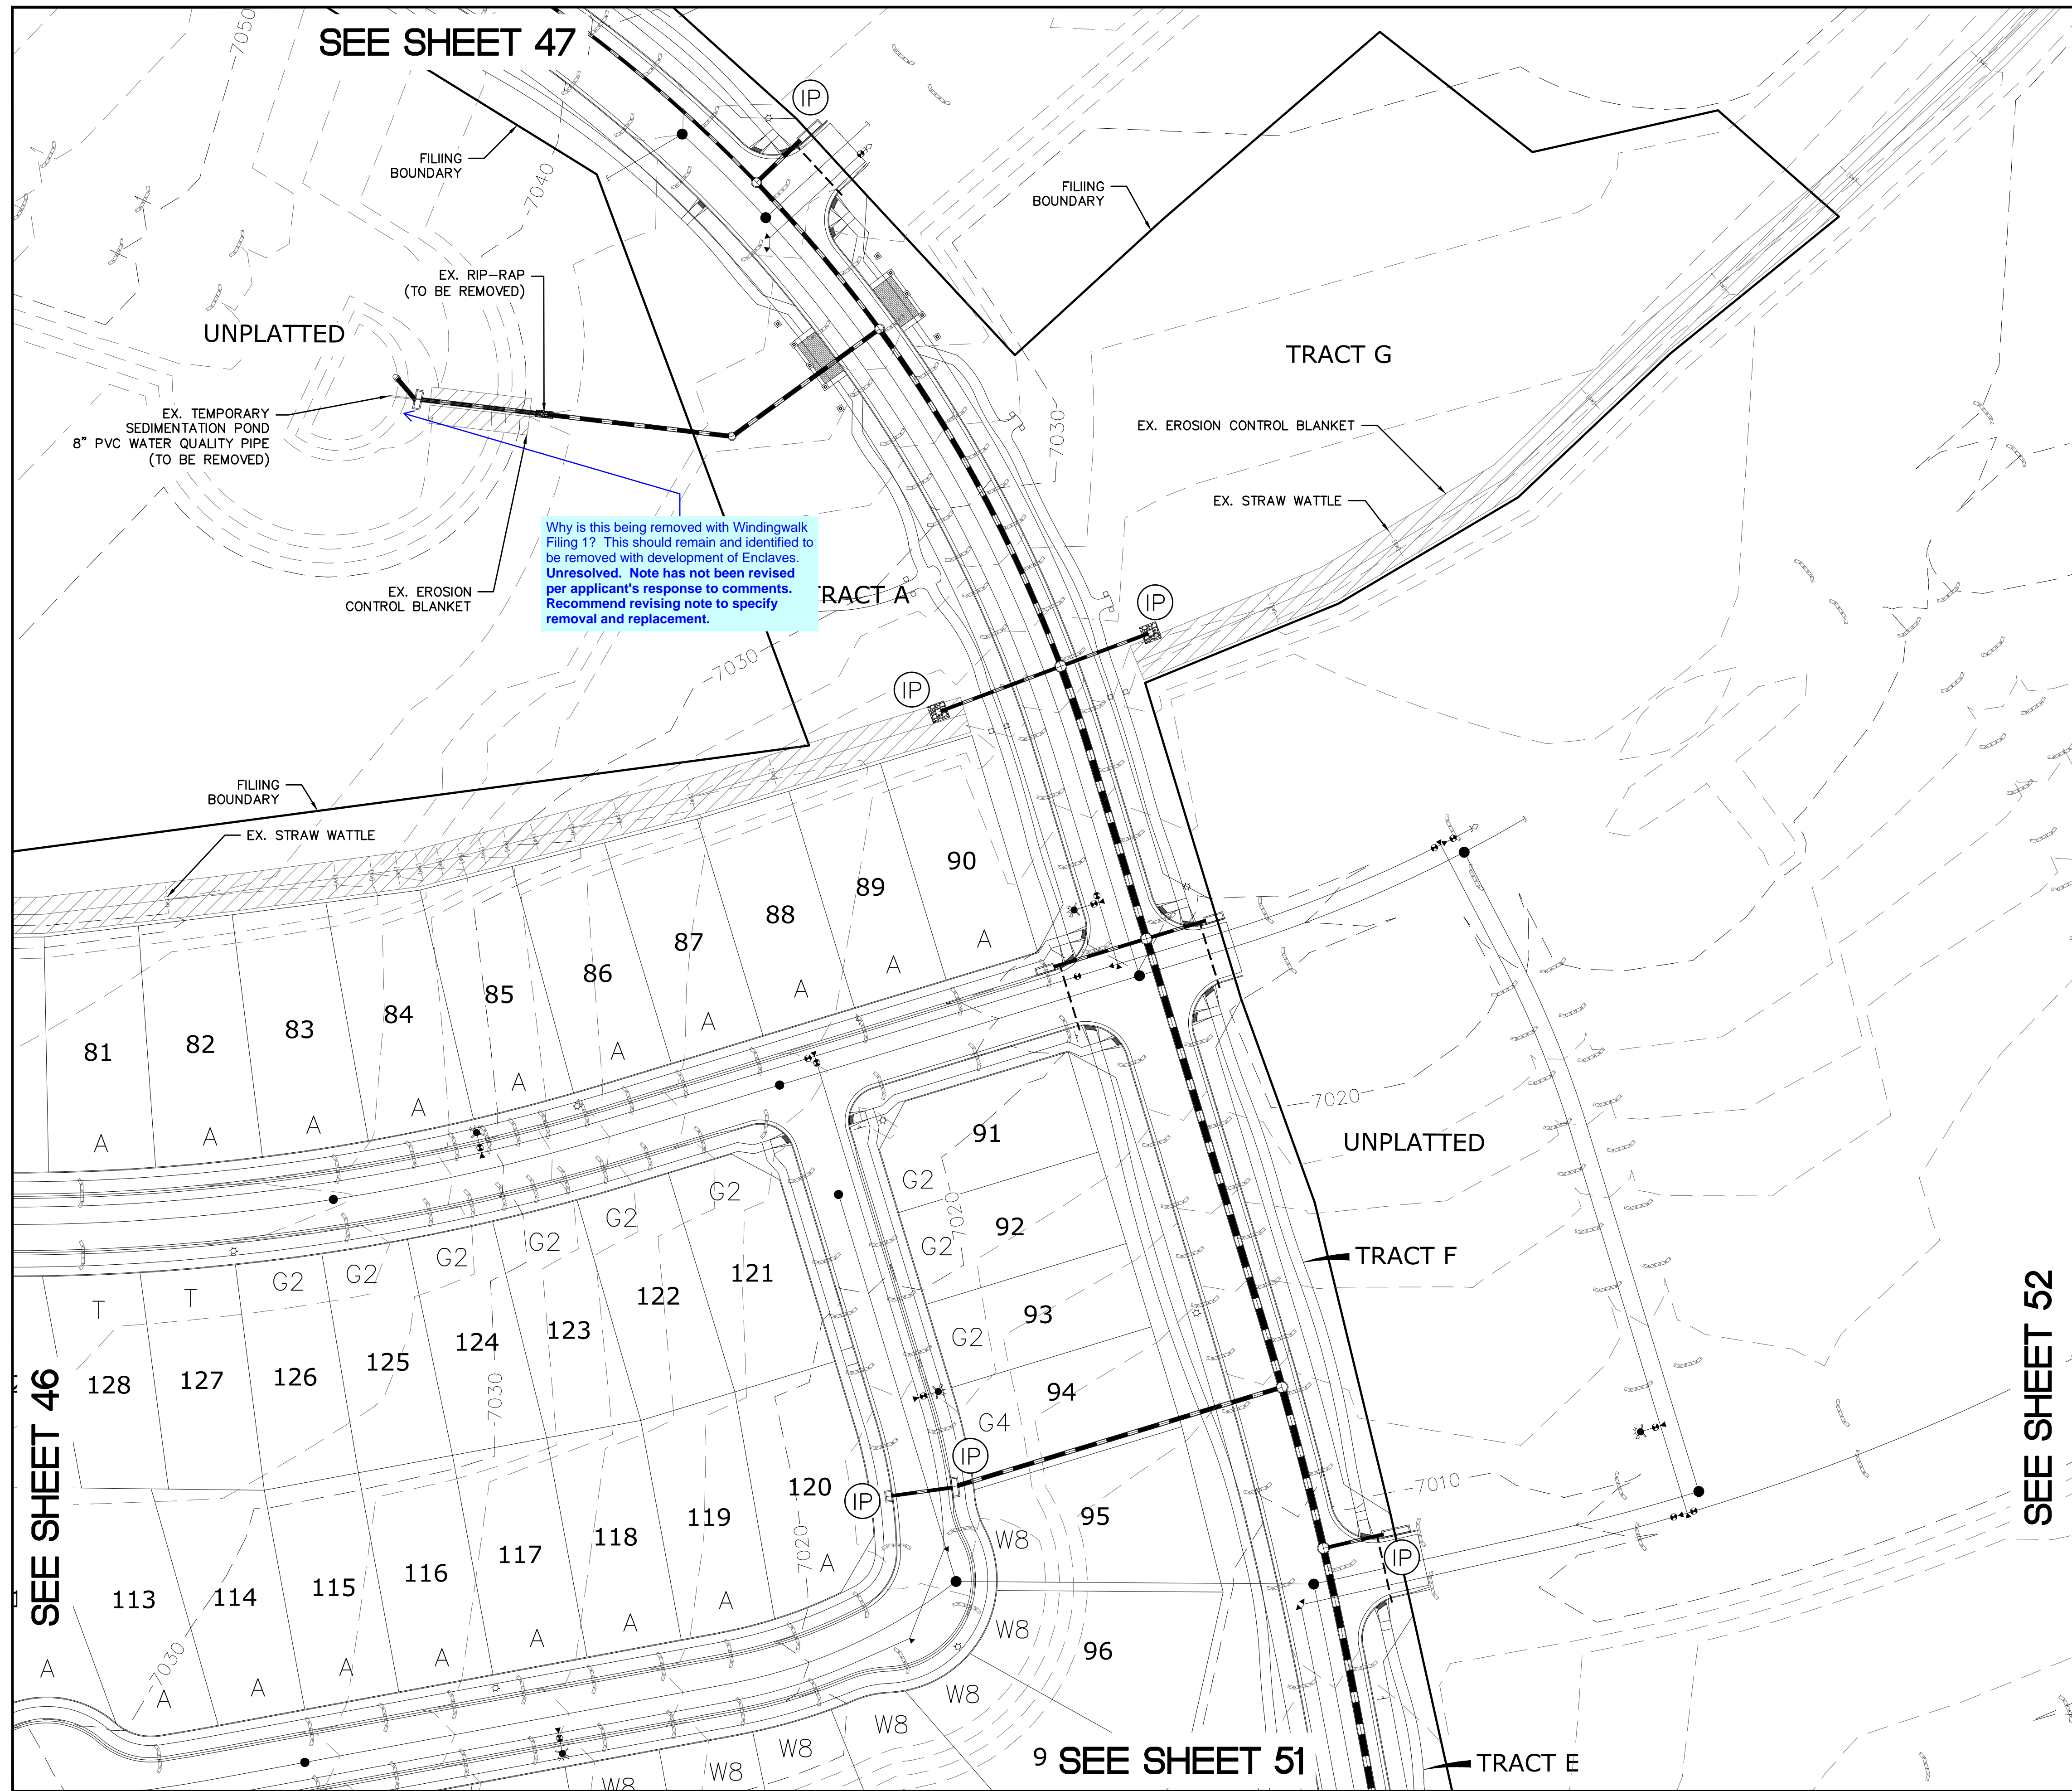 SEE SHEET 47
7050
IP
FILIING
BOUNDARY
7040
FILIING
BOUNDARY
EX. RIP-RAP
(TO BE REMOVED)
UNPLATTED
TRACT G
EX. TEMPORARY
SEDIMENTATION POND
8" PVC WATER QUALITY PIPE
(TO BE REMOVED)
7030
EX. EROSION CONTROL BLANKET
EX. STRAW WATTLE
Why is this being removed with Windingwalk
Filing 1? This should remain and identified to
be removed with development of Enclaves.
Unresolved. Note has not been revised
per applicant's response to comments.
Recommend revising note to specify
removal and replacement.
EX. EROSION
CONTROL BLANKET
TRACT A
IP
7030
IP
FILIING
BOUNDARY
EX. STRAW WATTLE
90
89
88
87
86
85
84
83
82
81
A
A
A
A
A
A
A
A
A
A
7020
UNPLATTED
91
G2
7020
92
G2
93
G2
94
G4
TRACT F
G2
G2
G2
G2
G2
G2
T
T
121
122
123
124
125
126
127
128
7030
SEE SHEET 46
SEE SHEET 52
IP
IP
7010
120
119
118
117
116
115
114
113
7020
95
W8
IP
A
A
A
A
A
A
A
A
A
A
7030
W8
96
W8
W8
W8
W8
W8
9
SEE SHEET 51
TRACT E